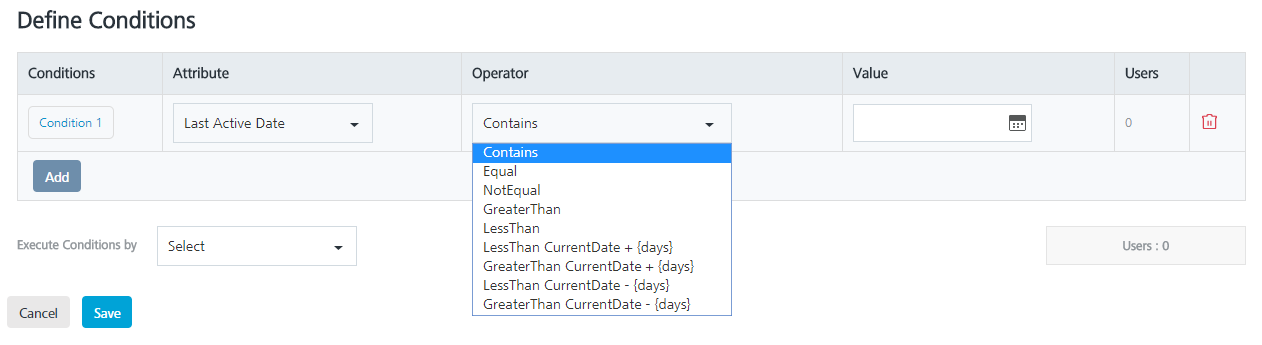 Define Conditions
Conditions Attribute Operator Value Users
Condition 1 Last Active Date Contains 0
Contains
Equal
NotEqual
GreaterThan
LessThan
LessThan CurrentDate + {days}
GreaterThan CurrentDate + {days}
LessThan CurrentDate - {days}
GreaterThan CurrentDate - {days}
Add
Execute Conditions by Select Users : 0
Cancel Save